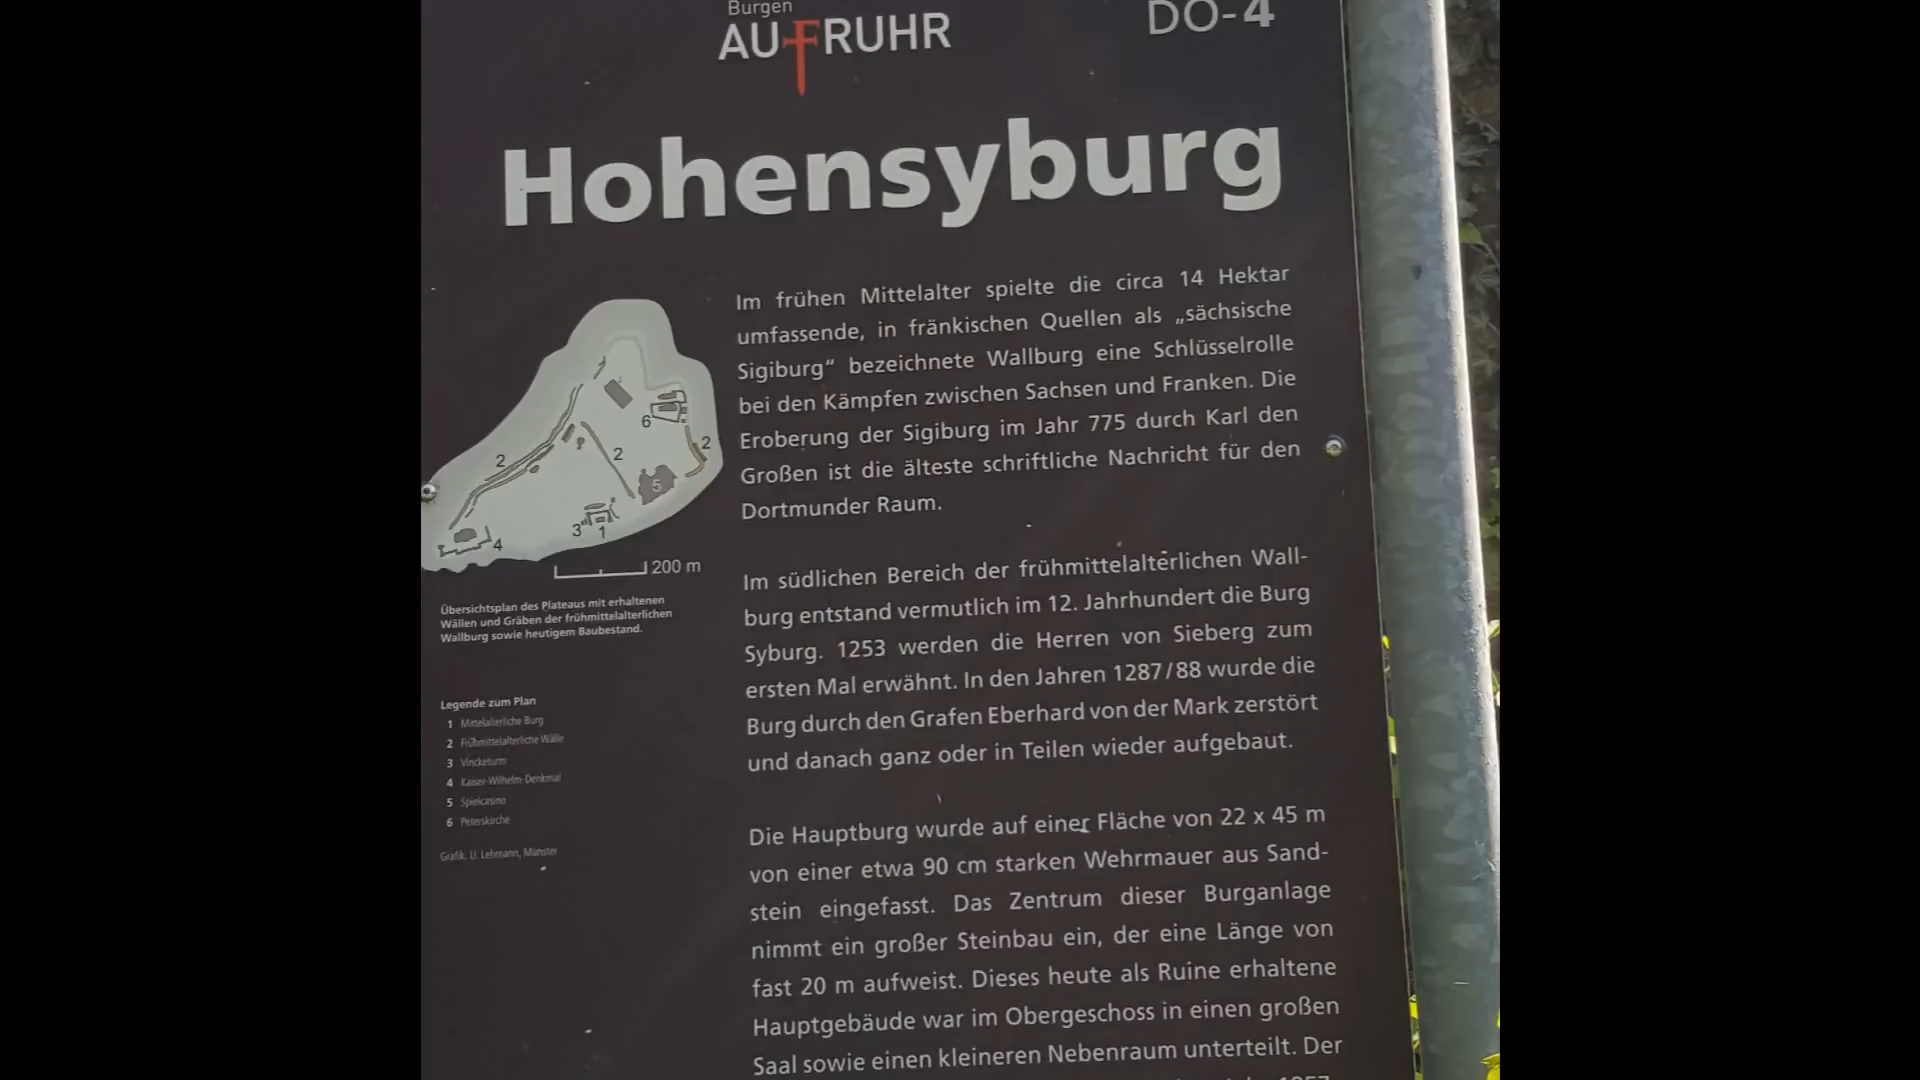 Burgen
AUFRUHR
DO-4
Hohensyburg
Im frühen Mittelalter spielte die circa 14 Hektar
umfassende, in fränkischen Quellen als „sächsische
Sigiburg“ bezeichnete Wallburg eine Schlüsselrolle
bei den Kämpfen zwischen Sachsen und Franken. Die
Eroberung der Sigiburg im Jahr 775 durch Karl den
Großen ist die älteste schriftliche Nachricht für den
Dortmunder Raum.
2
2
2
6
5
3
1
4
200 m
Übersichtsplan des Plateaus mit erhaltenen
Wällen und Gräben der frühmittelalterlichen
Wallburg sowie heutigem Baubestand.
Legende zum Plan
1 Mittelalterliche Burg
2 Frühmittelalterliche Wälle
3 Vincketurm
4 Kaiser-Wilhelm-Denkmal
5 Spielcasino
6 Peterskirche
Grafik: U. Lehmann, Münster
Im südlichen Bereich der frühmittelalterlichen Wall-
burg entstand vermutlich im 12. Jahrhundert die Burg
Syburg. 1253 werden die Herren von Sieberg zum
ersten Mal erwähnt. In den Jahren 1287/88 wurde die
Burg durch den Grafen Eberhard von der Mark zerstört
und danach ganz oder in Teilen wieder aufgebaut.
Die Hauptburg wurde auf einer Fläche von 22 x 45 m
von einer etwa 90 cm starken Wehrmauer aus Sand-
stein eingefasst. Das Zentrum dieser Burganlage
nimmt ein großer Steinbau ein, der eine Länge von
fast 20 m aufweist. Dieses heute als Ruine erhaltene
Hauptgebäude war im Obergeschoss in einen großen
Saal sowie einen kleineren Nebenraum unterteilt. Der